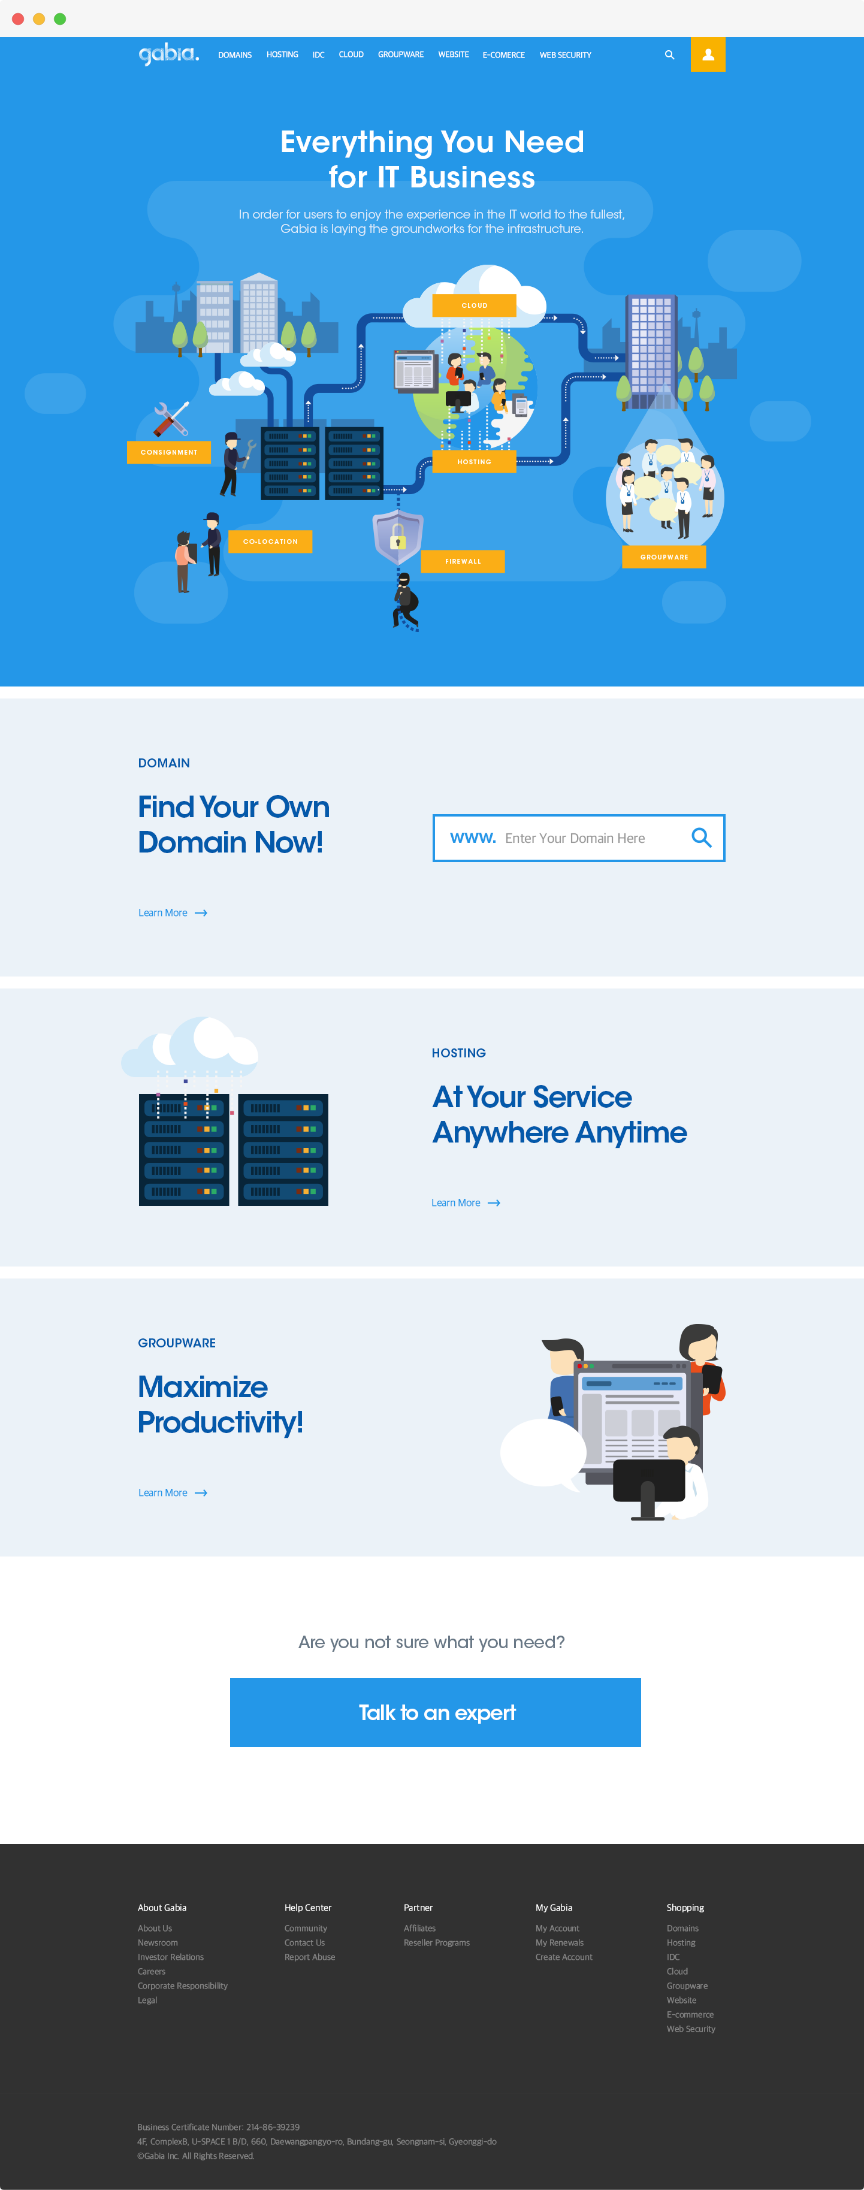 gabia.
DOMAINS HOSTING IDC CLOUD GROUPWARE WEBSITE E-COMERCE WEB SECURITY
Everything You Need
for IT Business
In order for users to enjoy the experience in the IT world to the fullest,
Gabia is laying the groundworks for the infrastructure.
CLOUD
CONSIGNMENT
HOSTING
CO-LOCATION
FIREWALL
GROUPWARE
DOMAIN
Find Your Own
Domain Now!
www. Enter Your Domain Here
Learn More
HOSTING
At Your Service
Anywhere Anytime
Learn More
GROUPWARE
Maximize
Productivity!
Learn More
Are you not sure what you need?
Talk to an expert
About Gabia
About Us
Newsroom
Investor Relations
Careers
Corporate Responsibility
Legal
Help Center
Community
Contact Us
Report Abuse
Partner
Affiliates
Reseller Programs
My Gabia
My Account
My Renewals
Create Account
Shopping
Domains
Hosting
IDC
Cloud
Groupware
Website
E-commerce
Web Security
Business Certificate Number: 214-86-39239
4F, ComplexB, U-SPACE 1 B/D, 660, Daewangpangyo-ro, Bundang-gu, Seongnam-si, Gyeonggi-do
©Gabia Inc. All Rights Reserved.